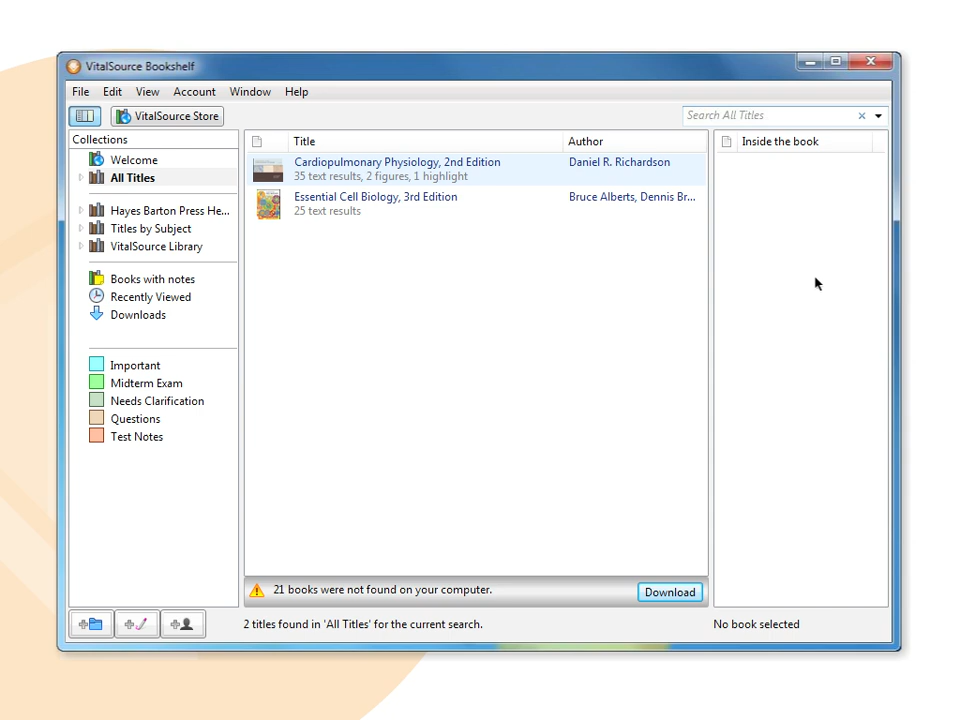 VitalSource Bookshelf
File Edit View Account Window Help
VitalSource Store
Search All Titles
Collections
Welcome
All Titles
Hayes Barton Press He...
Titles by Subject
VitalSource Library
Books with notes
Recently Viewed
Downloads
Important
Midterm Exam
Needs Clarification
Questions
Test Notes
Title Author
Cardiopulmonary Physiology, 2nd Edition Daniel R. Richardson
35 text results, 2 figures, 1 highlight
Essential Cell Biology, 3rd Edition Bruce Alberts, Dennis Br...
25 text results
21 books were not found on your computer. Download
2 titles found in 'All Titles' for the current search.
Inside the book
No book selected